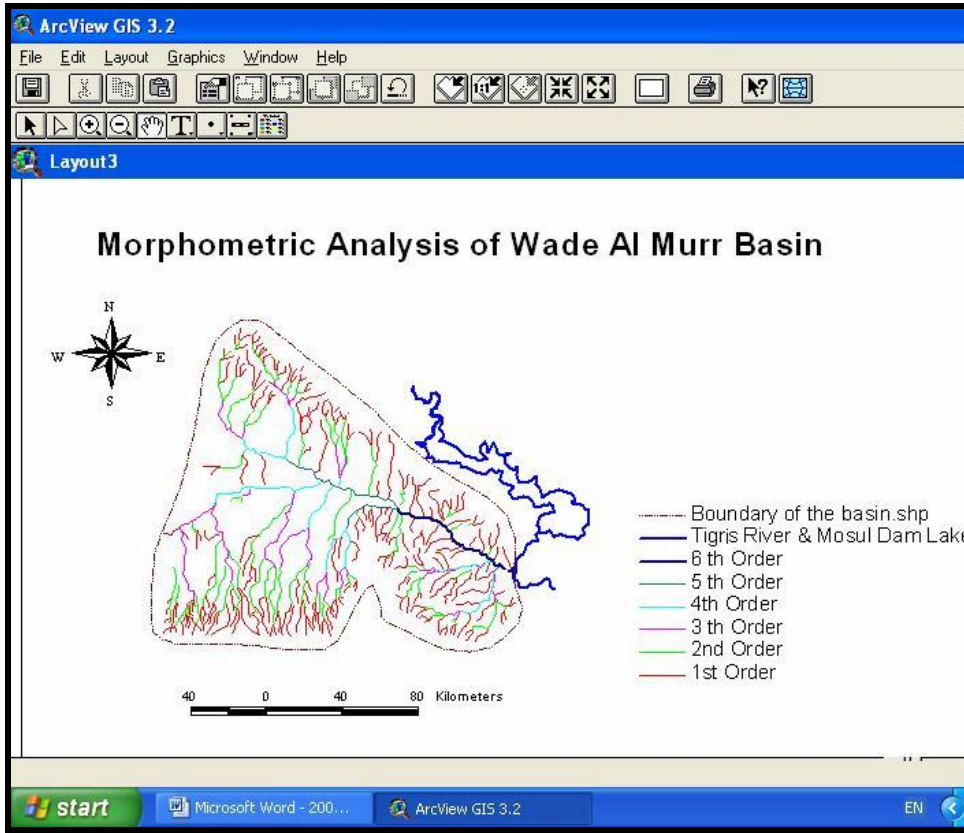 ArcView GIS 3.2
File Edit Layout Graphics Window Help
1:1
T
?
Layout3
Morphometric Analysis of Wade Al Murr Basin
N
W E
S
Boundary of the basin.shp
Tigris River & Mosul Dam Lake
6 th Order
5 th Order
4th Order
3 th Order
2nd Order
1st Order
40 0 40 80 Kilometers
start Microsoft Word - 200... ArcView GIS 3.2 EN